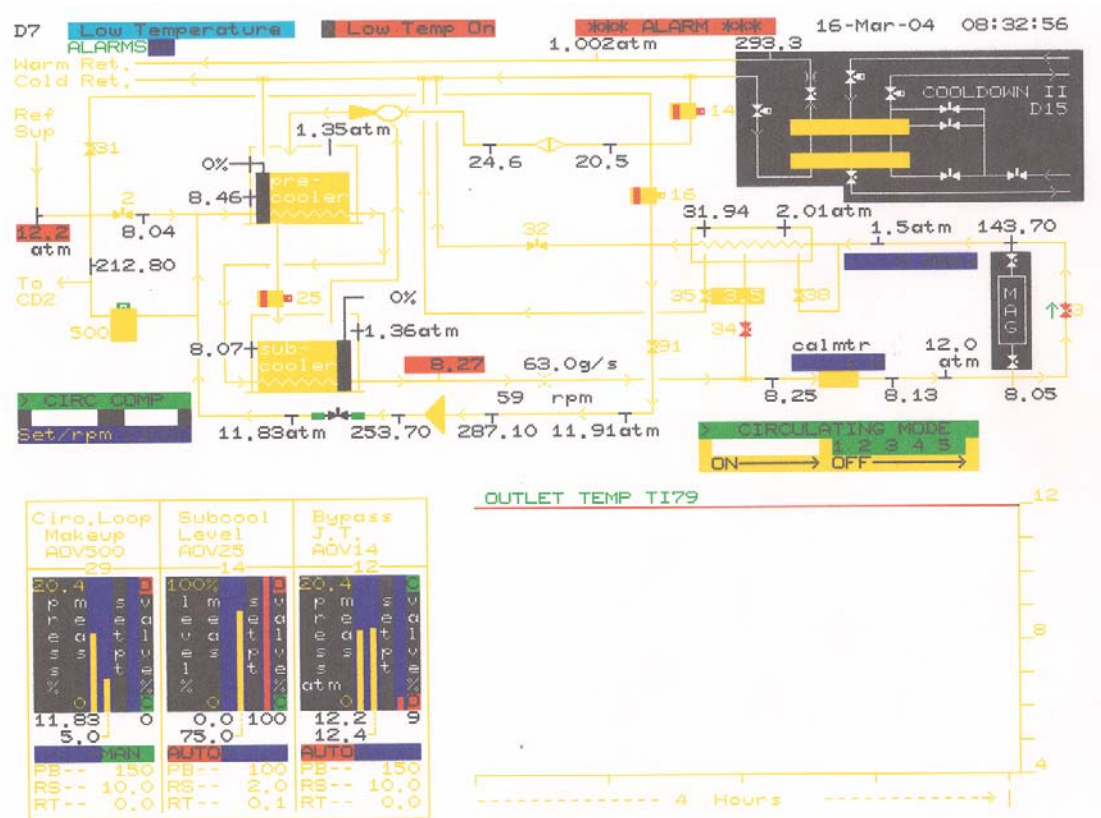 D7 Low Temperature Low Temp On *** ALARM *** 16-Mar-04 08:32:56
ALARMS
1.002atm 293.3
Warm Ret.
Cold Ret.
COOLDOWN II
D15
Ref
Sup
14
1.35atm
31
24.6 20.5
0%
pre-
cooler
16
2
8.46
31.94 2.01atm
12.2
atm
8.04
32
1.5atm 143.70
212.80
To
CD2
25
0%
35 3.5 38
MAG
9
500
1.36atm
34
8.07
sub-
cooler
91
calmtr
12.0
atm
8.27 63.0g/s
8.25 8.13 8.05
> CIRC COMP
59 rpm
Set/rpm
11.83atm 253.70 287.10 11.91atm
> CIRCULATING MODE
1 2 3 4 5
ON OFF
OUTLET TEMP TI79
12
8
4
4 Hours
Circ.Loop
Makeup
AOV500
29
20.4 O
press%
meas
setpt
valve%
0 C
11.83 0
5.0
MAN
PB-- 150
RS-- 10.0
RT-- 0.0
Subcool
Level
AOV25
14
100% O
level%
meas
setpt
valve%
0 C
0.0 100
75.0
AUTO
PB-- 100
RS-- 2.0
RT-- 0.1
Bypass
J.T.
AOV14
12
20.4 C
press
atm
meas
setpt
valve%
0 O
12.2 9
12.4
AUTO
PB-- 150
RS-- 10.0
RT-- 0.0